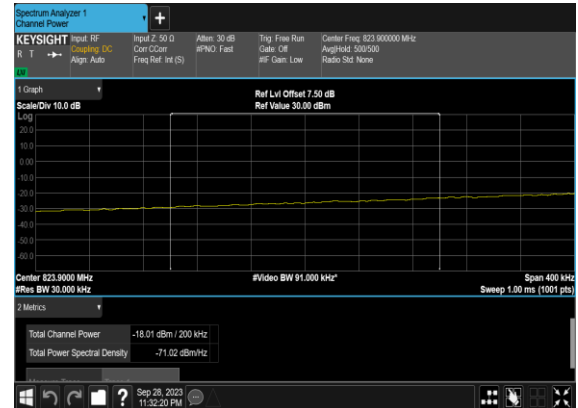 Spectrum Analyzer 1
Channel Power
+
KEYSIGHT
R T
LV
Input: RF
Coupling: DC
Align: Auto
Input Z: 50 Ω
Corr CCorr
Freq Ref: Int (S)
Atten: 30 dB
#PNO: Fast
Trig: Free Run
Gate: Off
#IF Gain: Low
Center Freq: 823.900000 MHz
Avg|Hold: 500/500
Radio Std: None
1 Graph
Scale/Div 10.0 dB
Ref Lvl Offset 7.50 dB
Ref Value 30.00 dBm
Log
20.0
10.0
0.00
-10.0
-20.0
-30.0
-40.0
-50.0
-60.0
Center 823.9000 MHz
#Res BW 30.000 kHz
#Video BW 91.000 kHz*
Span 400 kHz
Sweep 1.00 ms (1001 pts)
2 Metrics
Total Channel Power -18.01 dBm / 200 kHz
Total Power Spectral Density -71.02 dBm/Hz
?
Sep 28, 2023
11:32:20 PM